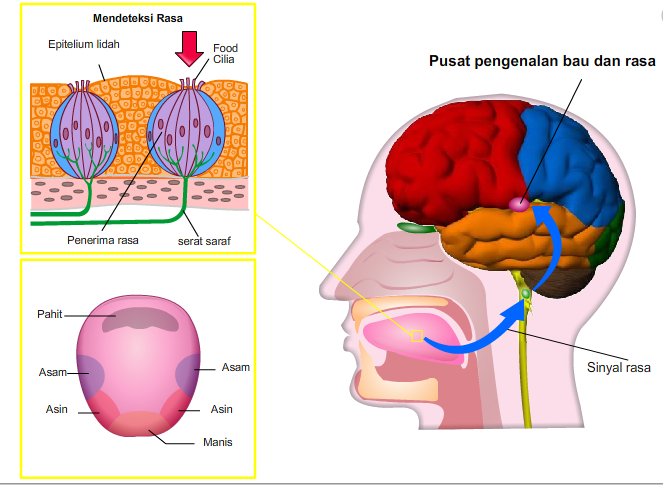 Mendeteksi Rasa
Epitelium lidah
Food
Cilia
Penerima rasa
serat saraf
Pahit
Asam
Asam
Asin
Asin
Manis
Pusat pengenalan bau dan rasa
Sinyal rasa